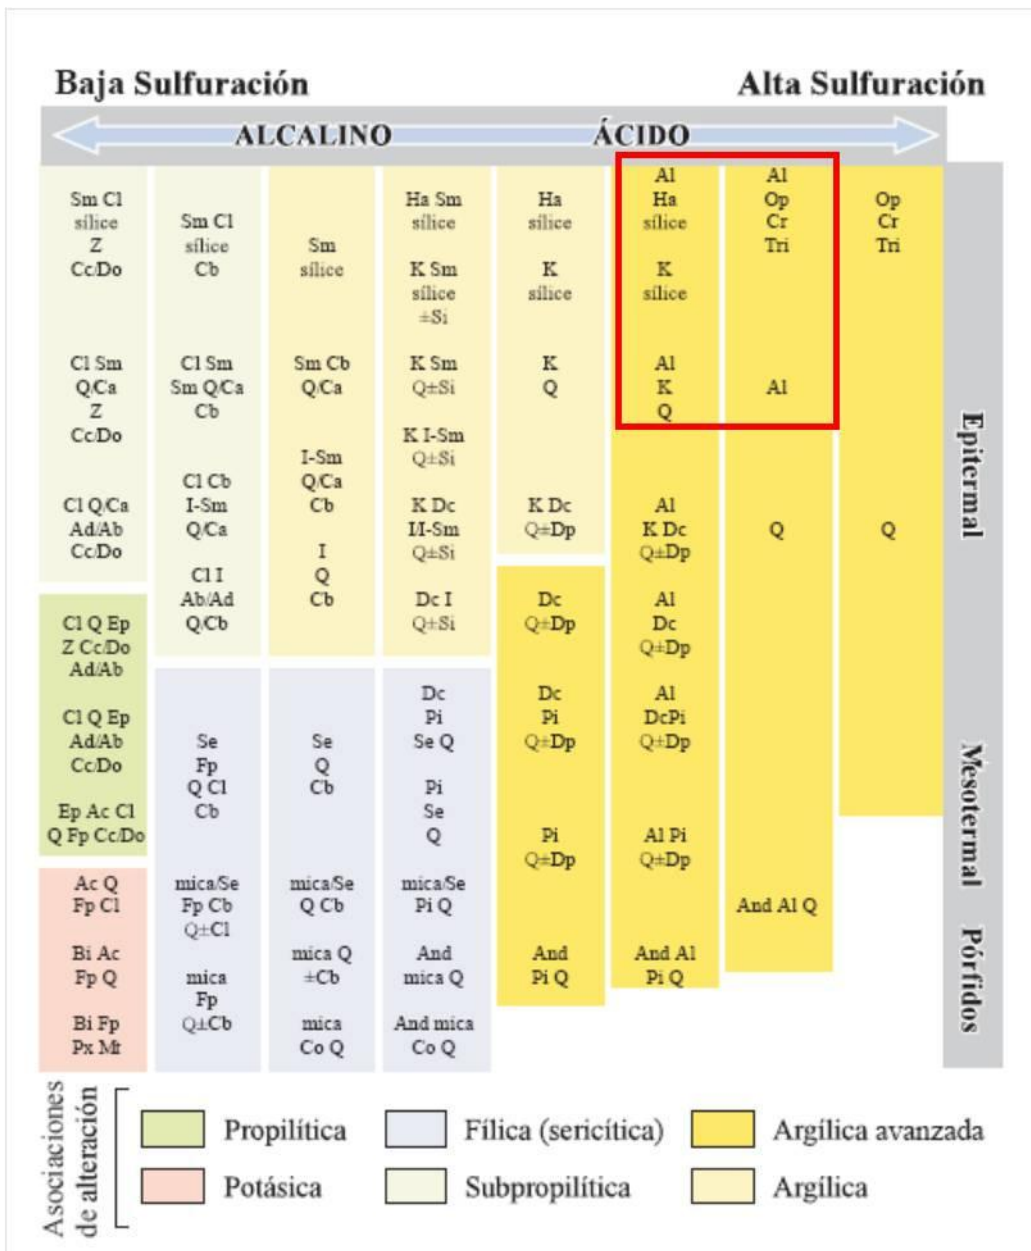 Baja Sulfuración
Alta Sulfuración
ALCALINO
ÁCIDO
Sm Cl
sílice
Z
Cc/Do
Cl Sm
Q/Ca
Z
Cc/Do
Cl Q/Ca
Ad/Ab
Cc/Do
Cl Q Ep
Z Cc/Do
Ad/Ab
Cl Q Ep
Ad/Ab
Cc/Do
Ep Ac Cl
Q Fp Cc/Do
Ac Q
Fp Cl
Bi Ac
Fp Q
Bi Fp
Px Mt
Sm Cl
sílice
Cb
Cl Sm
Sm Q/Ca
Cb
Cl Cb
I-Sm
Q/Ca
Cl I
Ab/Ad
Q/Cb
Se
Fp
Q Cl
Cb
mica/Se
Fp Cb
Q±Cl
mica
Fp
Q±Cb
Sm
sílice
Sm Cb
Q/Ca
I-Sm
Q/Ca
Cb
I
Q
Cb
Se
Q
Cb
mica/Se
Q Cb
mica Q
±Cb
mica
Co Q
Ha Sm
sílice
K Sm
sílice
±Si
K Sm
Q±Si
K I-Sm
Q±Si
K Dc
I/I-Sm
Q±Si
Dc I
Q±Si
Dc
Pi
Se Q
Pi
Se
Q
mica/Se
Pi Q
And
mica Q
And mica
Co Q
Ha
sílice
K
sílice
K
Q
K Dc
Q±Dp
Dc
Q±Dp
Dc
Pi
Q±Dp
Pi
Q±Dp
And
Pi Q
Al
Ha
sílice
K
sílice
Al
K
Q
Al
K Dc
Q±Dp
Al
Dc
Q±Dp
Al
DcPi
Q±Dp
Al Pi
Q±Dp
And Al
Pi Q
Al
Op
Cr
Tri
Al
Q
And Al Q
Op
Cr
Tri
Q
Epitermal
Mesotermal
Pórfidos
Asociaciones
de alteración
Propilítica
Fílica (sericítica)
Argílica avanzada
Potásica
Subpropilítica
Argílica